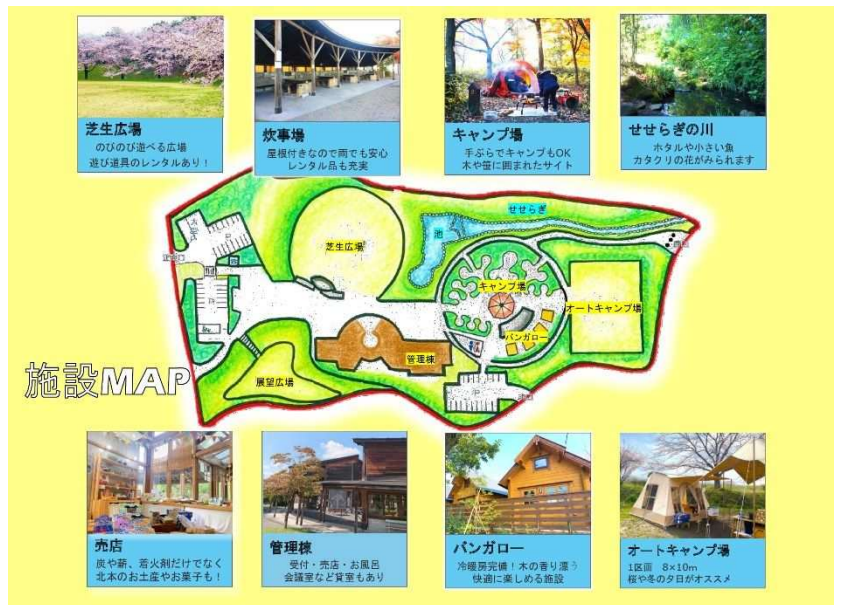 芝生広場
のびのび遊べる広場
遊び道具のレンタルあり！
炊事場
屋根付きなので雨でも安心
レンタル品も充実
キャンプ場
手ぶらでキャンプもOK
木や笹に囲まれたサイト
せせらぎの川
ホタルや小さい魚
カタクリの花がみられます
せせらぎ
池
芝生広場
キャンプ場
オートキャンプ場
バンガロー
管理棟
展望広場
施設MAP
売店
炭や薪、着火剤だけでなく
北本のお土産やお菓子も！
管理棟
受付・売店・お風呂
会議室など貸室もあり
バンガロー
冷暖房完備！木の香り漂う
快適に楽しめる施設
オートキャンプ場
1区画　8×10m
桜や冬の夕日がオススメ